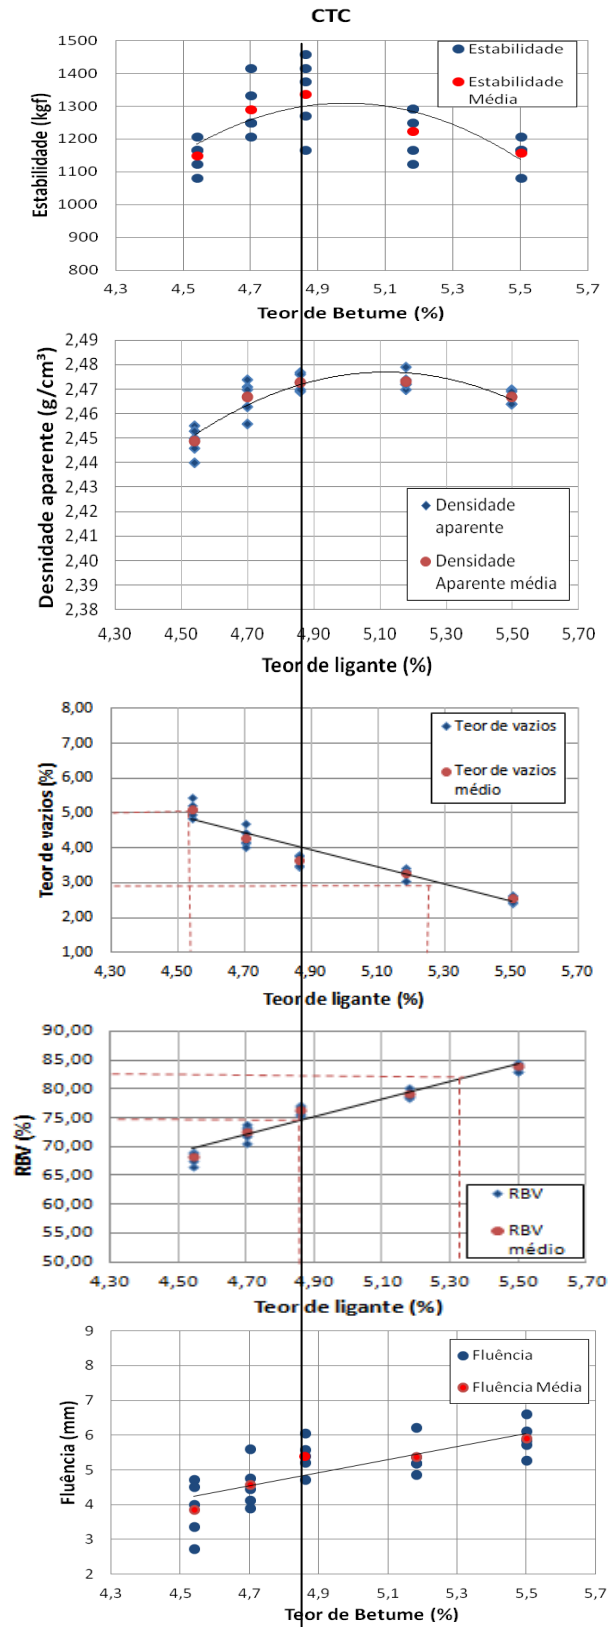 CTC
Estabilidade (kgf)
1500
1400
1300
1200
1100
1000
900
800
Estabilidade
Estabilidade
Média
4,3 4,5 4,7 4,9 5,1 5,3 5,5 5,7
Teor de Betume (%)
Desnidade aparente (g/cm³)
2,49
2,48
2,47
2,46
2,45
2,44
2,43
2,42
2,41
2,40
2,39
2,38
Densidade
aparente
Densidade
Aparente média
4,30 4,50 4,70 4,90 5,10 5,30 5,50 5,70
Teor de ligante (%)
Teor de vazios (%)
8,00
7,00
6,00
5,00
4,00
3,00
2,00
1,00
Teor de vazios
Teor de vazios
médio
4,30 4,50 4,70 4,90 5,10 5,30 5,50 5,70
Teor de ligante (%)
RBV (%)
90,00
85,00
80,00
75,00
70,00
65,00
60,00
55,00
50,00
RBV
RBV
médio
4,30 4,50 4,70 4,90 5,10 5,30 5,50 5,70
Teor de ligante (%)
Fluência (mm)
9
8
7
6
5
4
3
2
Fluência
Fluência Média
4,3 4,5 4,7 4,9 5,1 5,3 5,5 5,7
Teor de Betume (%)